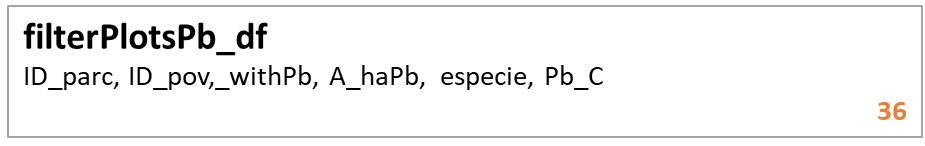 filterPlotsPb_df
ID_parc, ID_pov,_withPb, A_haPb, especie, Pb_C
36